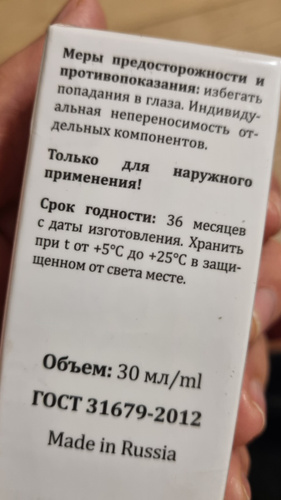 Меры предосторожности и
противопоказания: избегать
попадания в глаза. Индивиду-
альная непереносимость от-
дельных компонентов.
Только для наружного
применения!
Срок годности: 36 месяцев
с даты изготовления. Хранить
при t от +5°С до +25°С в защи-
щенном от света месте.
Объем: 30 мл/ml
ГОСТ 31679-2012
Made in Russia